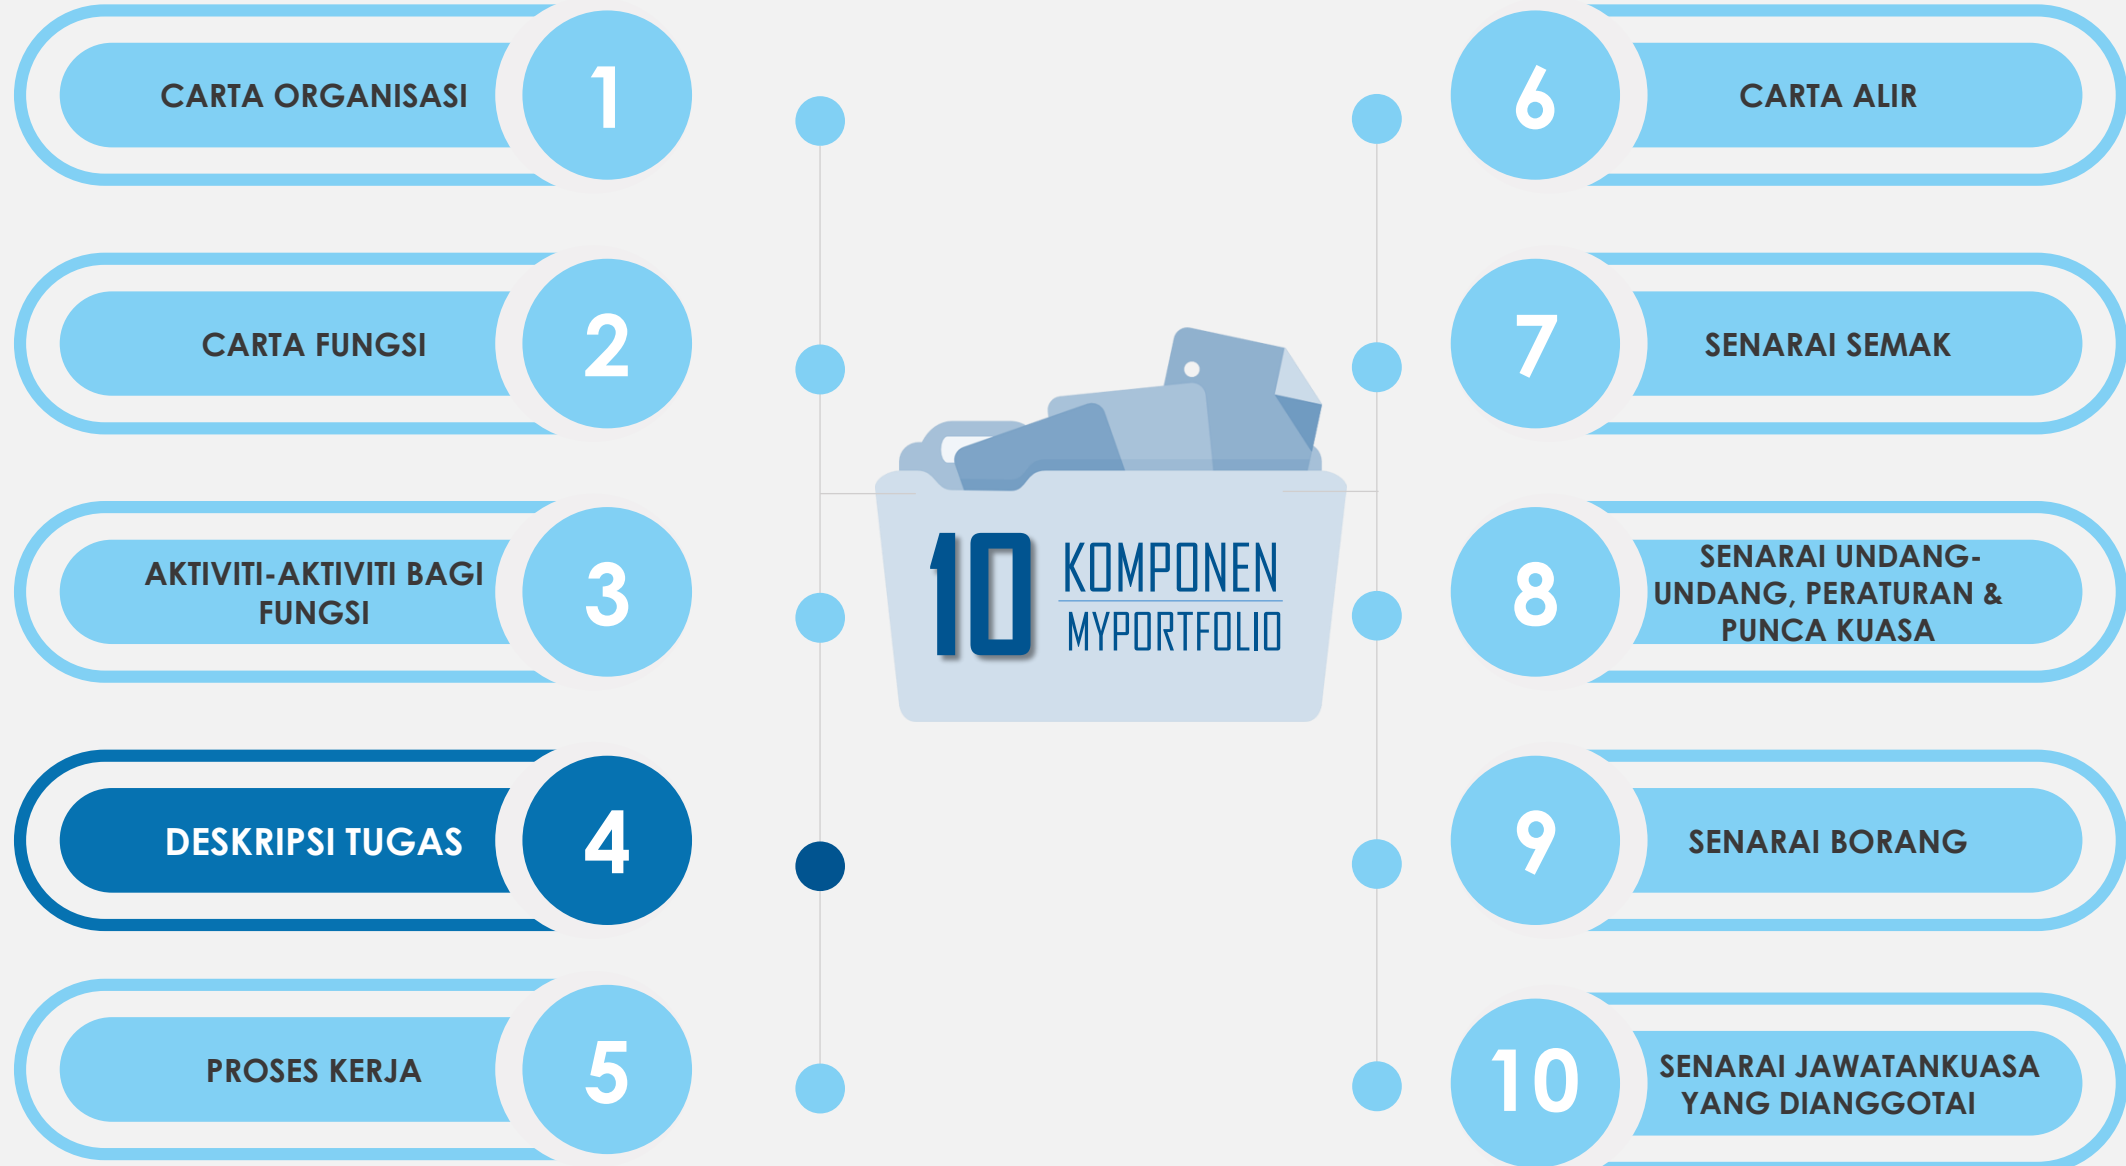 CARTA ORGANISASI
1
CARTA FUNGSI
2
AKTIVITI-AKTIVITI BAGI
FUNGSI
3
DESKRIPSI TUGAS
4
PROSES KERJA
5
10
KOMPONEN
MYPORTFOLIO
6
CARTA ALIR
7
SENARAI SEMAK
8
SENARAI UNDANG-
UNDANG, PERATURAN &
PUNCA KUASA
9
SENARAI BORANG
10
SENARAI JAWATANKUASA
YANG DIANGGOTAI